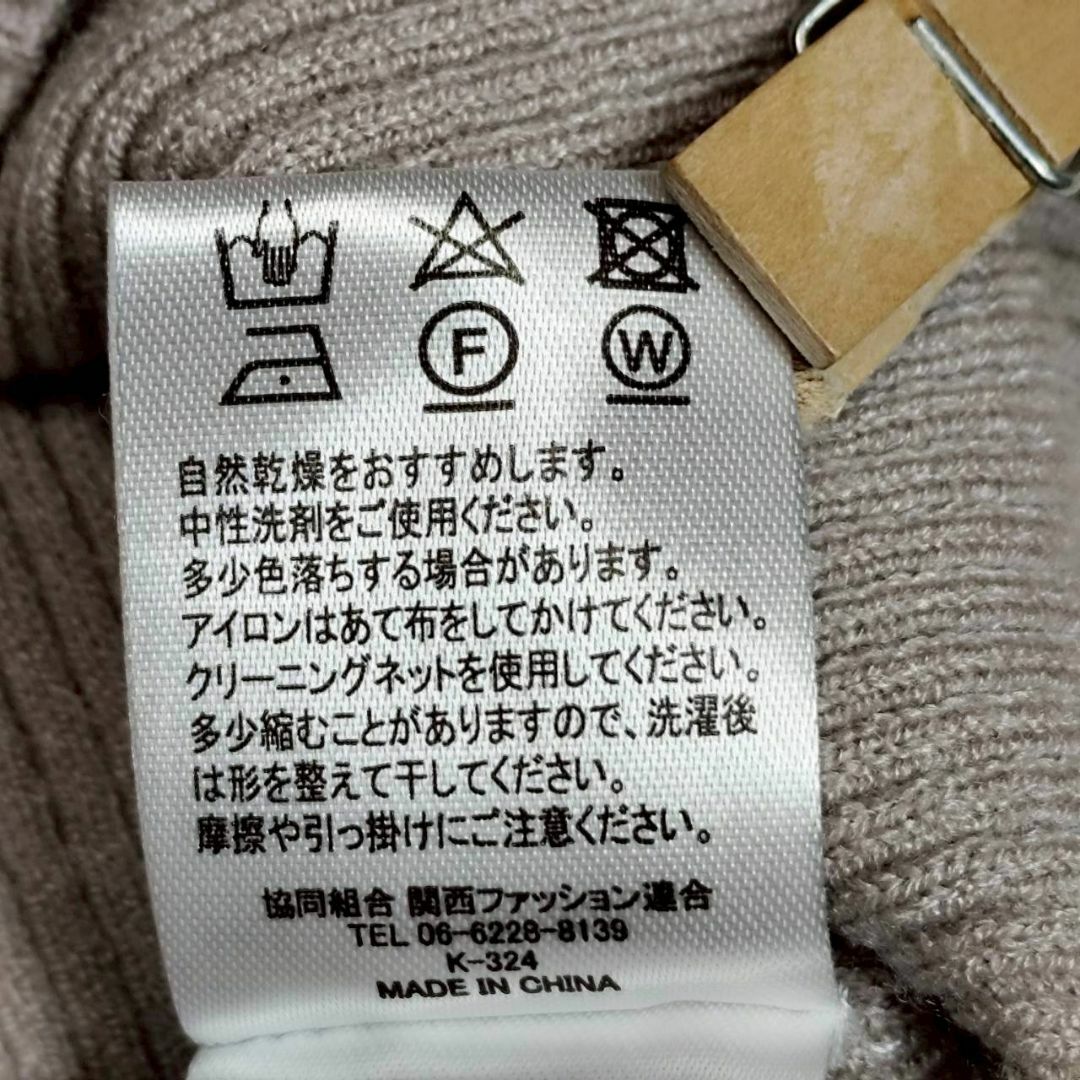 F W
自然乾燥をおすすめします。
中性洗剤をご使用ください。
多少色落ちする場合があります。
アイロンはあて布をしてかけてください。
クリーニングネットを使用してください。
多少縮むことがありますので、洗濯後
は形を整えて干してください。
摩擦や引っ掛けにご注意ください。
協同組合 関西ファッション連合
TEL 06-6228-8139
K-324
MADE IN CHINA